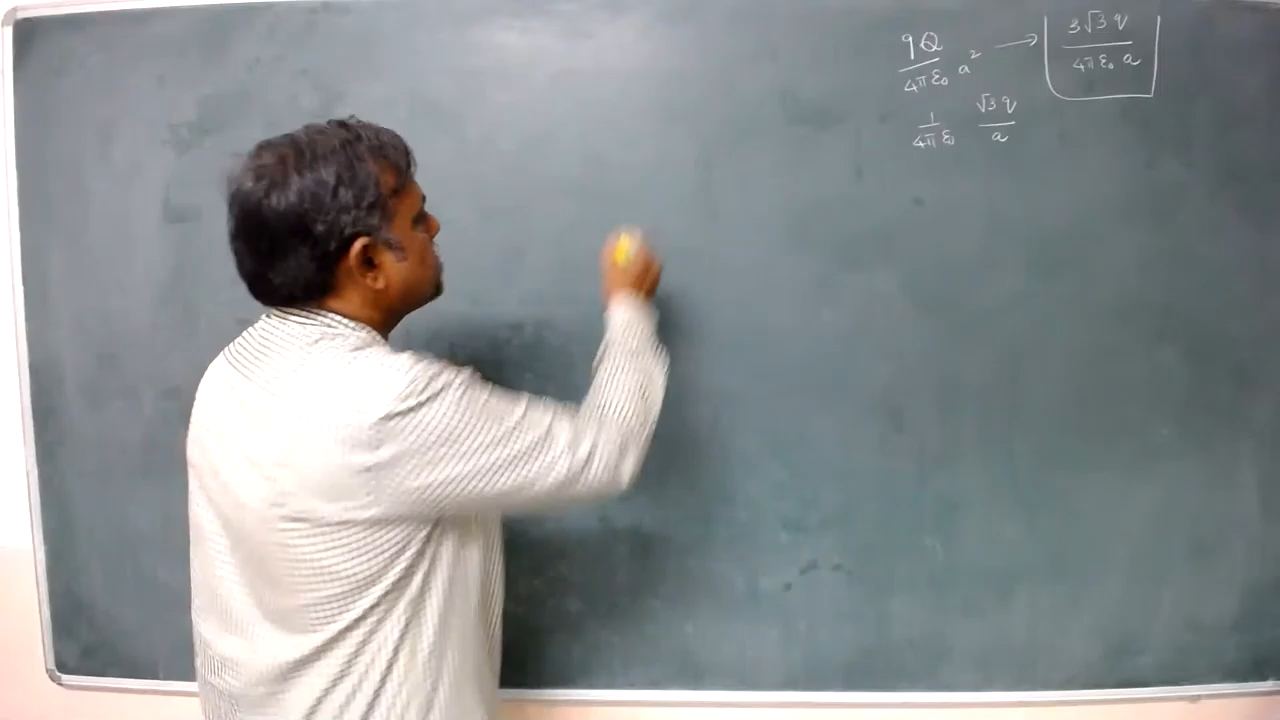 9Q / 4πε₀ a² → 3√3 q / 4πε₀ a
1 / 4πε₀ √3 q / a